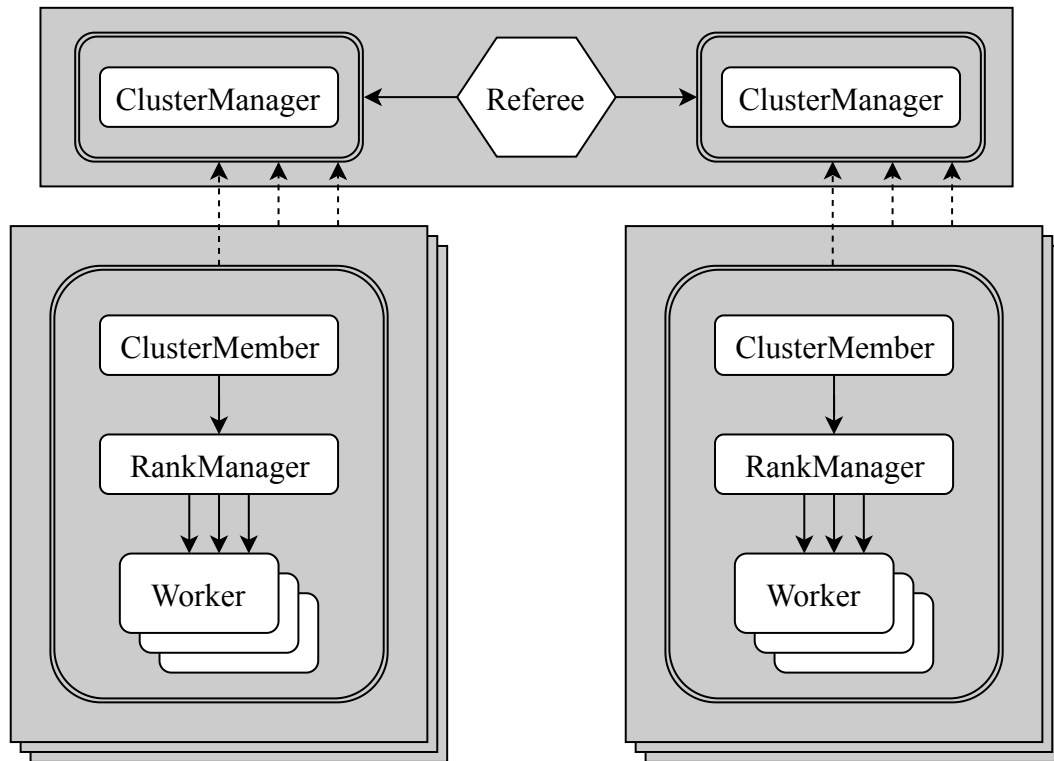 ClusterManager
Referee
ClusterManager
ClusterMember
RankManager
Worker
ClusterMember
RankManager
Worker